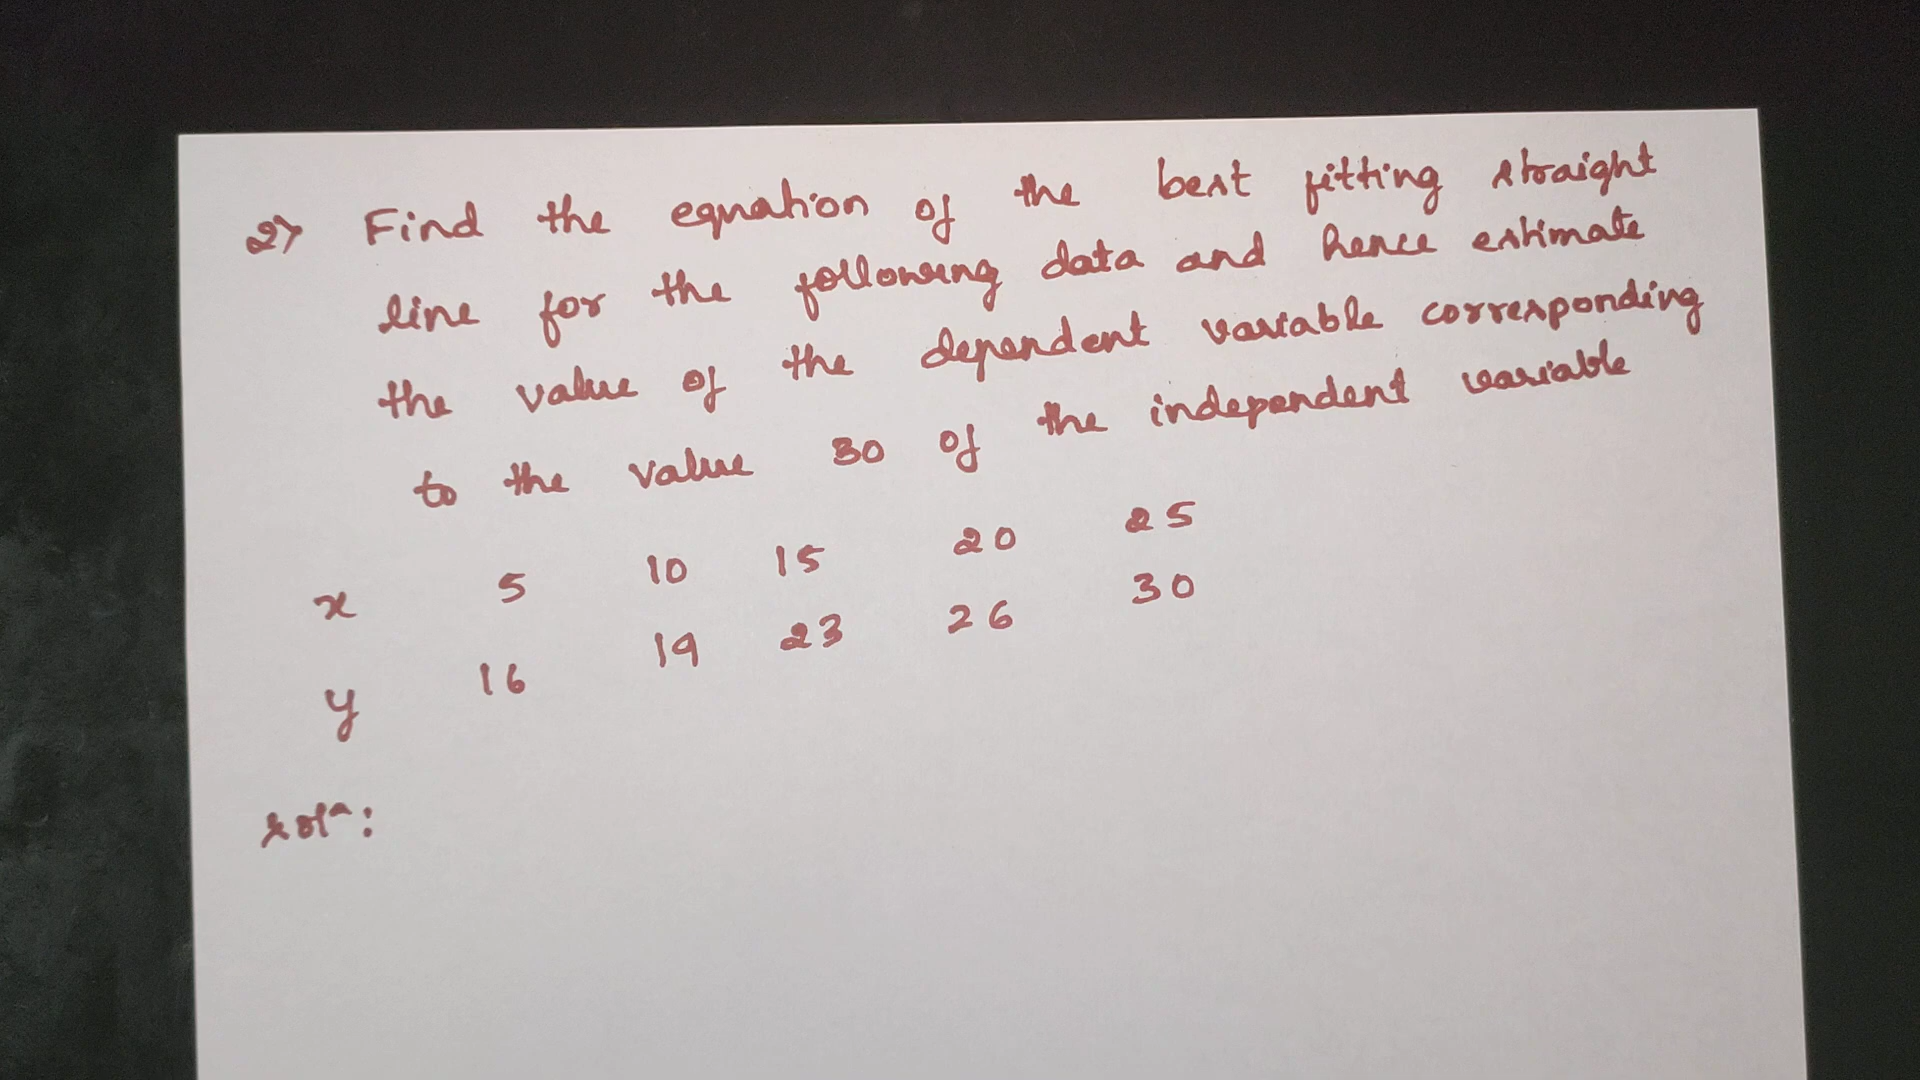 2> Find the equation of the best fitting straight
line for the following data and hence estimate
the value of the dependent variable corresponding
to the value 30 of the independent variable
x 5 10 15 20 25
y 16 19 23 26 30
solⁿ: